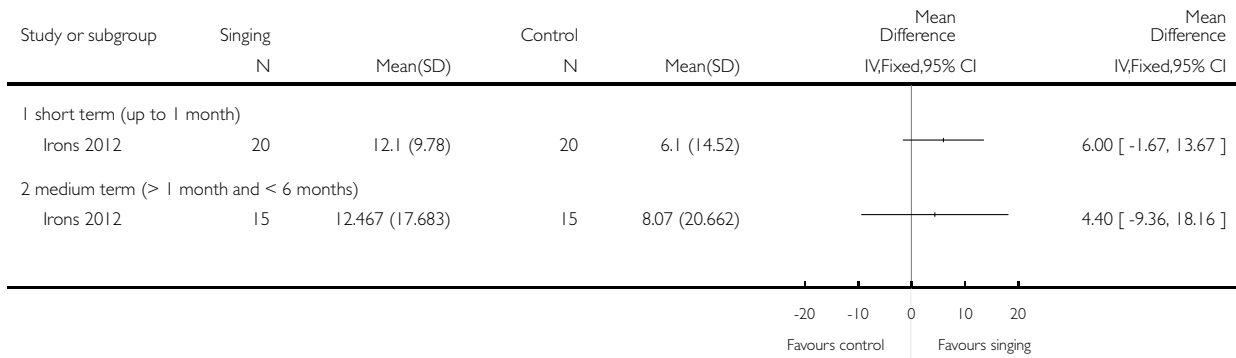 Study or subgroup Singing Control Mean Difference Mean Difference
N Mean(SD) N Mean(SD) IV,Fixed,95% CI IV,Fixed,95% CI
1 short term (up to 1 month)
Irons 2012 20 12.1 (9.78) 20 6.1 (14.52) 6.00 [ -1.67, 13.67 ]
2 medium term (> 1 month and < 6 months)
Irons 2012 15 12.467 (17.683) 15 8.07 (20.662) 4.40 [ -9.36, 18.16 ]
-20 -10 0 10 20
Favours control Favours singing